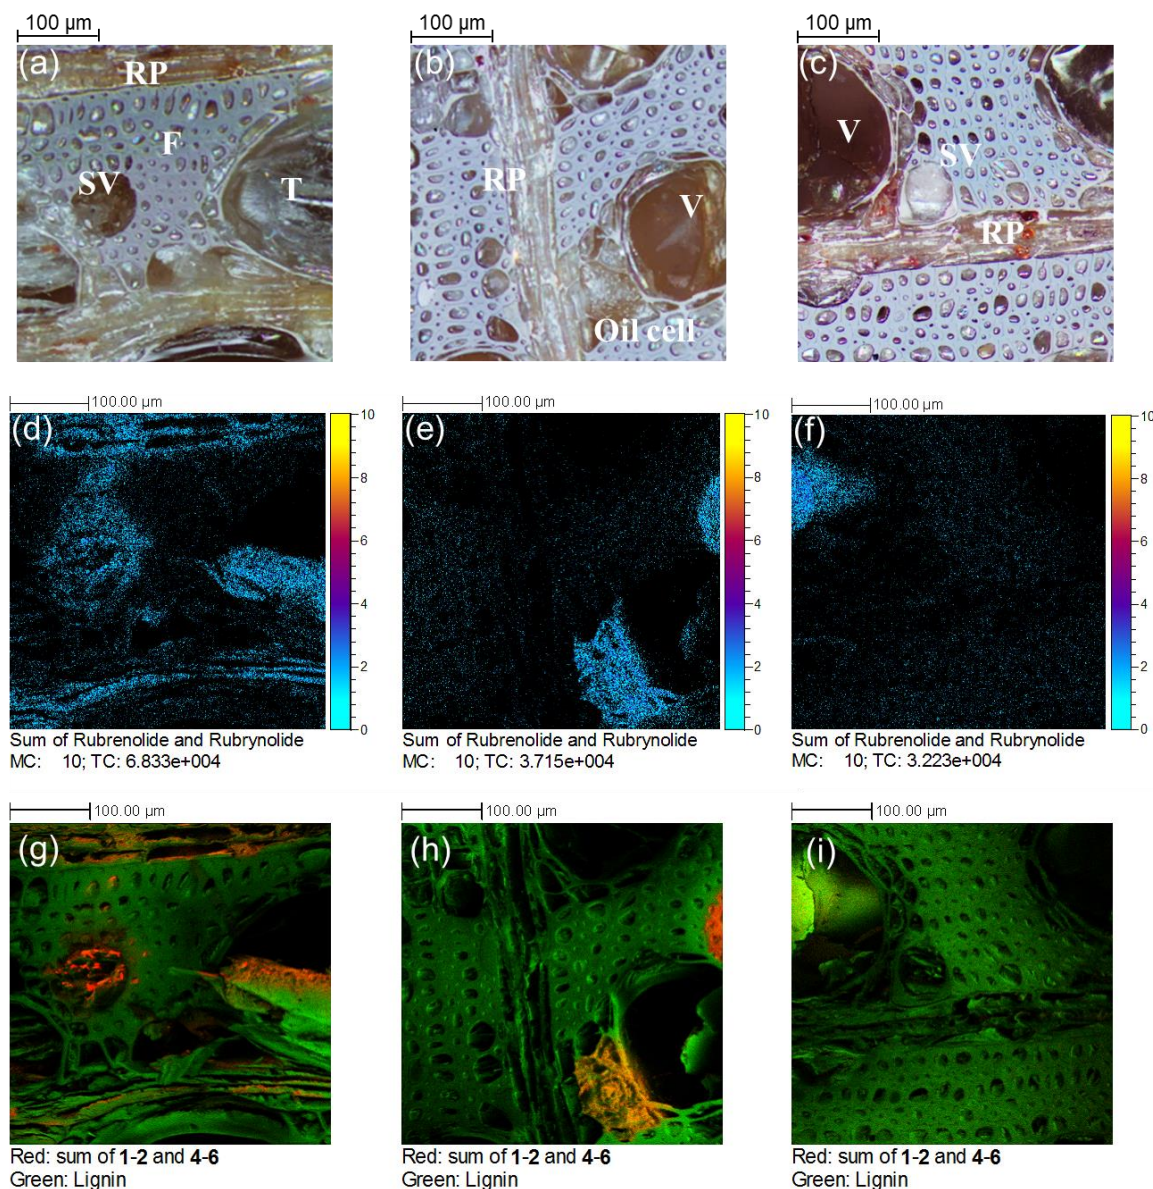 100 µm 100 µm 100 µm
(a) RP F SV T
(b) RP V Oil cell
(c) V SV RP
100.00 µm 100.00 µm 100.00 µm
(d) 10 8 6 4 2 0
(e) 10 8 6 4 2 0
(f) 10 8 6 4 2 0
Sum of Rubrenolide and Rubrynolide
MC: 10; TC: 6.833e+004
Sum of Rubrenolide and Rubrynolide
MC: 10; TC: 3.715e+004
Sum of Rubrenolide and Rubrynolide
MC: 10; TC: 3.223e+004
100.00 µm 100.00 µm 100.00 µm
(g) (h) (i)
Red: sum of 1-2 and 4-6
Green: Lignin
Red: sum of 1-2 and 4-6
Green: Lignin
Red: sum of 1-2 and 4-6
Green: Lignin